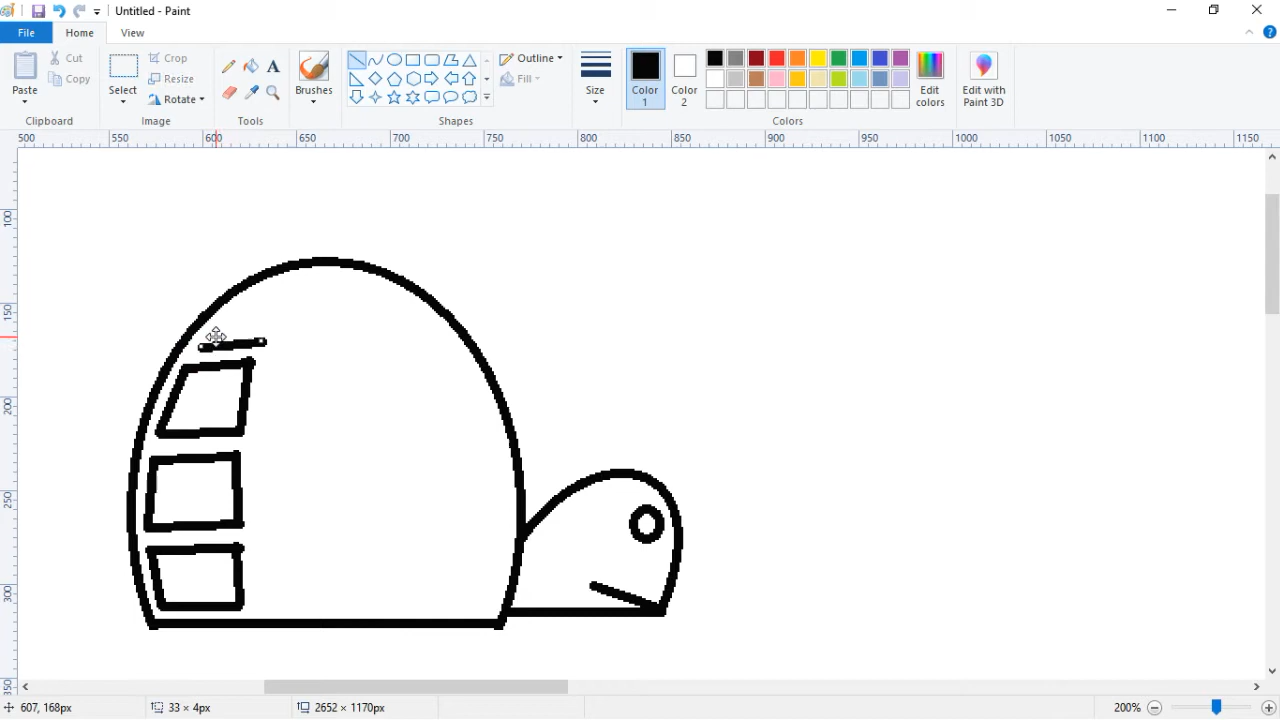 Untitled - Paint
File Home View
Paste
Cut
Copy
Clipboard
Select
Crop
Resize
Rotate
Image
A
Tools
Brushes
Outline
Fill
Shapes
Size
Color 1
Color 2
Edit colors
Colors
Edit with Paint 3D
500 550 600 650 700 750 800 850 900 950 1000 1050 1100 1150
100
150
200
250
300
350
607, 168px 33 × 4px 2652 × 1170px 200%